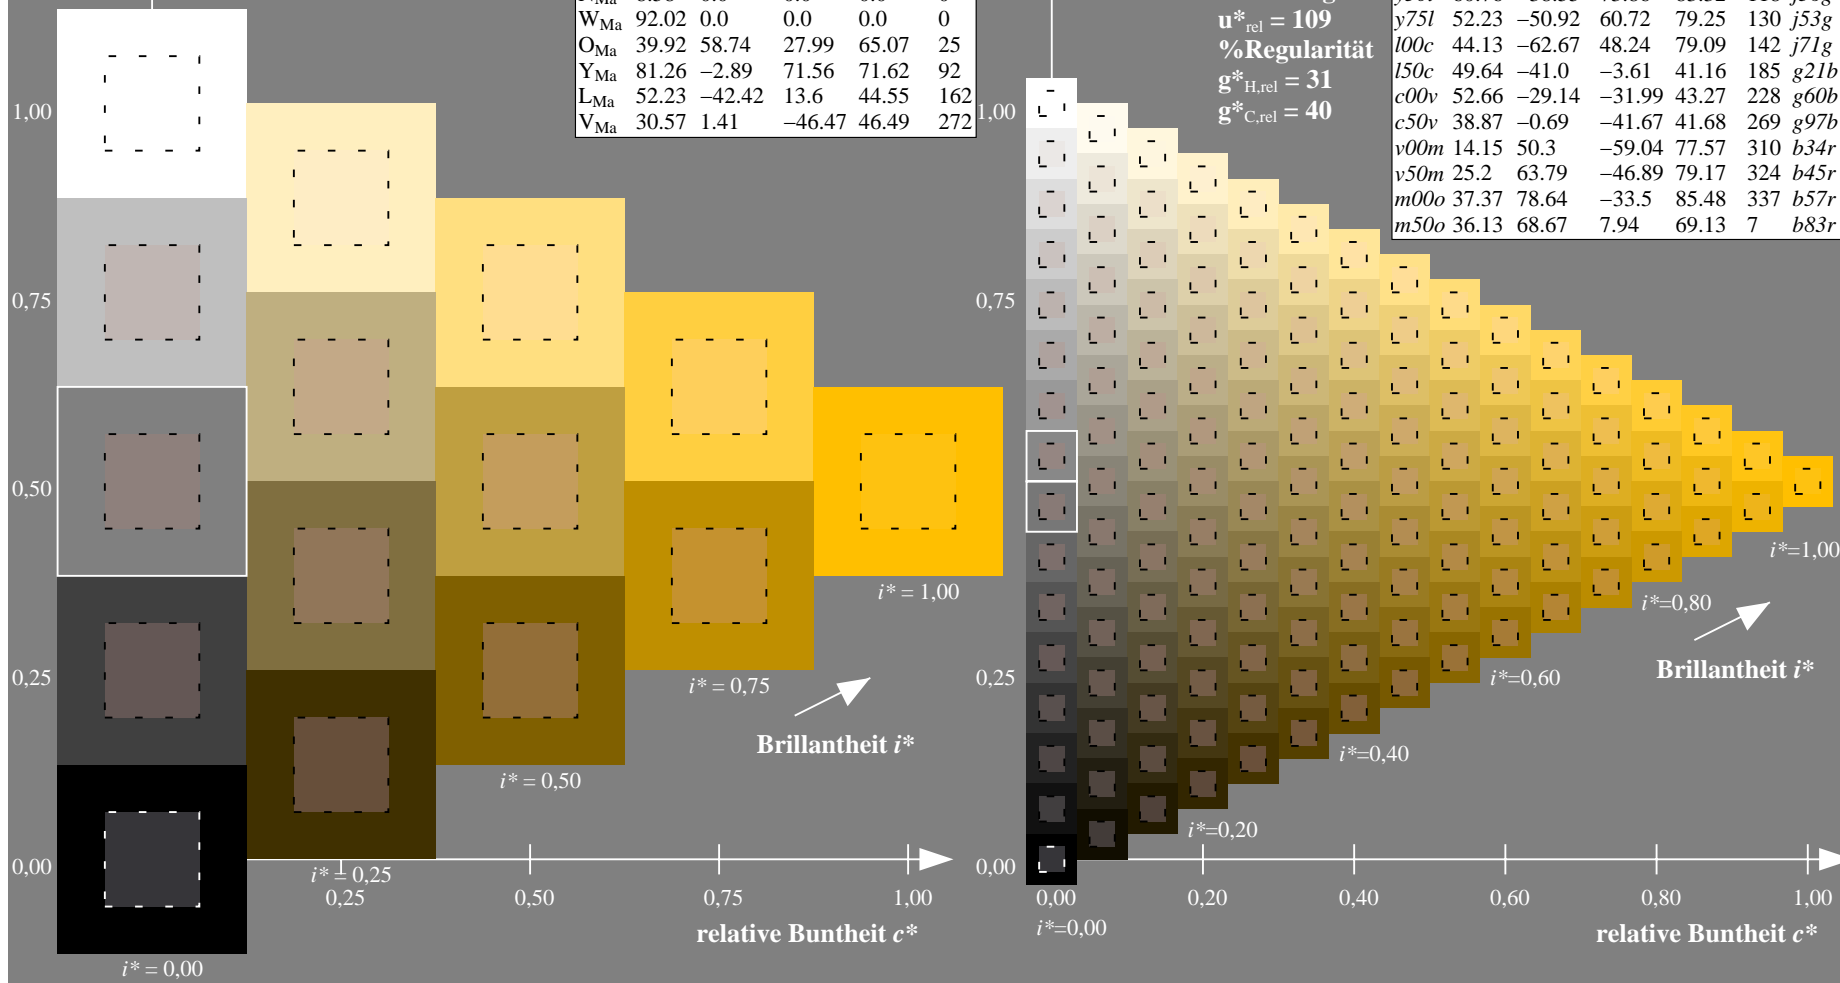 W_Ma 92.02 0.0 0.0 0.0 0
O_Ma 39.92 58.74 27.99 65.07 25
Y_Ma 81.26 −2.89 71.56 71.62 92
L_Ma 52.23 −42.42 13.6 44.55 162
V_Ma 30.57 1.41 −46.47 46.49 272
u*_rel = 109
%Regularität
g*_H,rel = 31
g*_C,rel = 40
y75l 52.23 −50.92 60.72 79.25 130 j53g
l00c 44.13 −62.67 48.24 79.09 142 j71g
l50c 49.64 −41.0 −3.61 41.16 185 g21b
c00v 52.66 −29.14 −31.99 43.27 228 g60b
c50v 38.87 −0.69 −41.67 41.68 269 g97b
v00m 14.15 50.3 −59.04 77.57 310 b34r
v50m 25.2 63.79 −46.89 79.17 324 b45r
m00o 37.37 78.64 −33.5 85.48 337 b57r
m50o 36.13 68.67 7.94 69.13 7 b83r
1,00
0,75
0,50
0,25
0,00
i* = 1,00
i* = 0,75
Brillantheit i*
i* = 0,50
i* = 0,25
0,25 0,50 0,75 1,00
relative Buntheit c*
i* = 0,00
1,00
0,75
0,50
0,25
0,00
i*=1,00
i*=0,80
Brillantheit i*
i*=0,60
i*=0,40
i*=0,20
0,00 0,20 0,40 0,60 0,80 1,00
i*=0,00
relative Buntheit c*